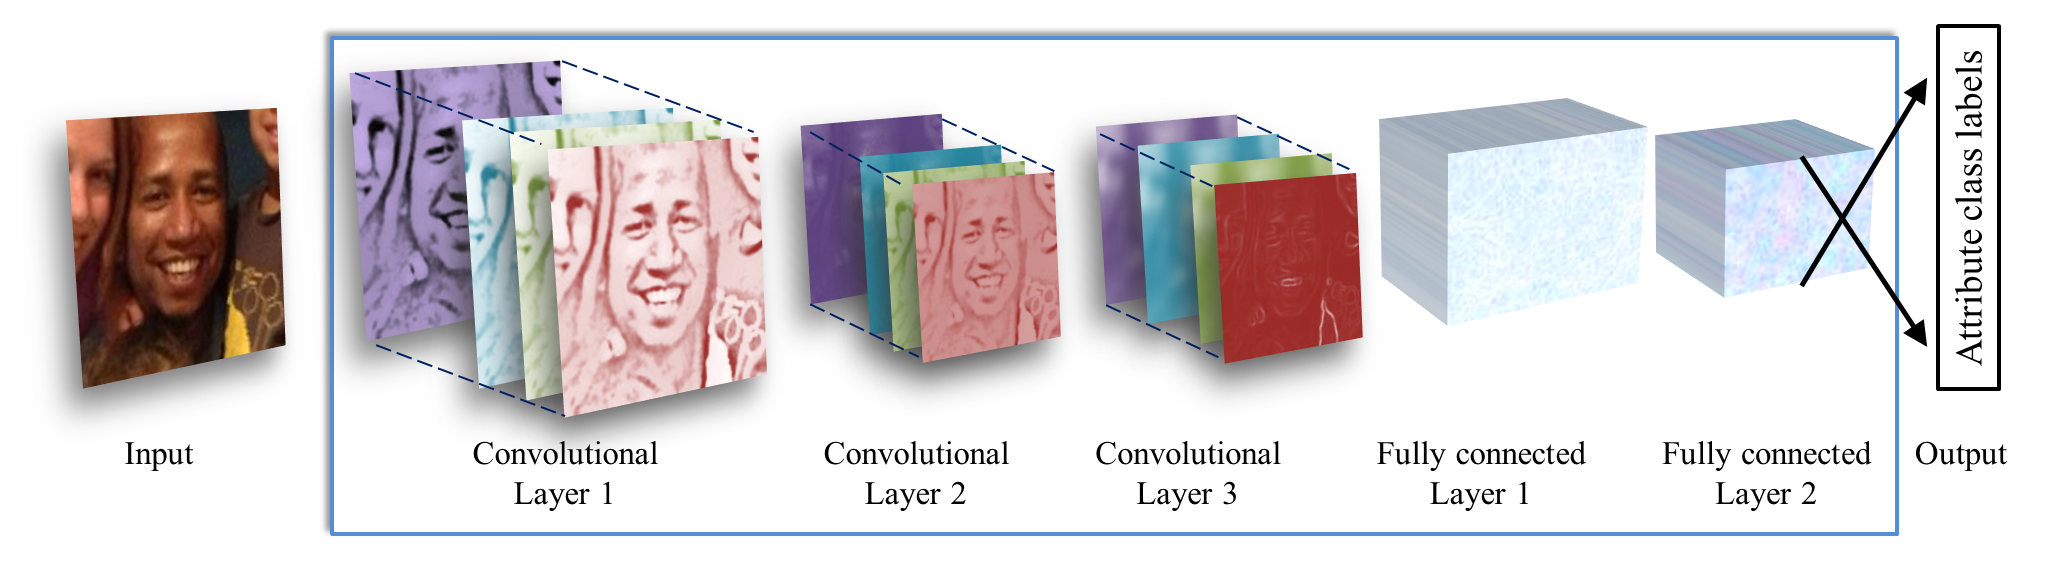 Attribute class labels
Input
Convolutional
Layer 1
Convolutional
Layer 2
Convolutional
Layer 3
Fully connected
Layer 1
Fully connected
Layer 2
Output